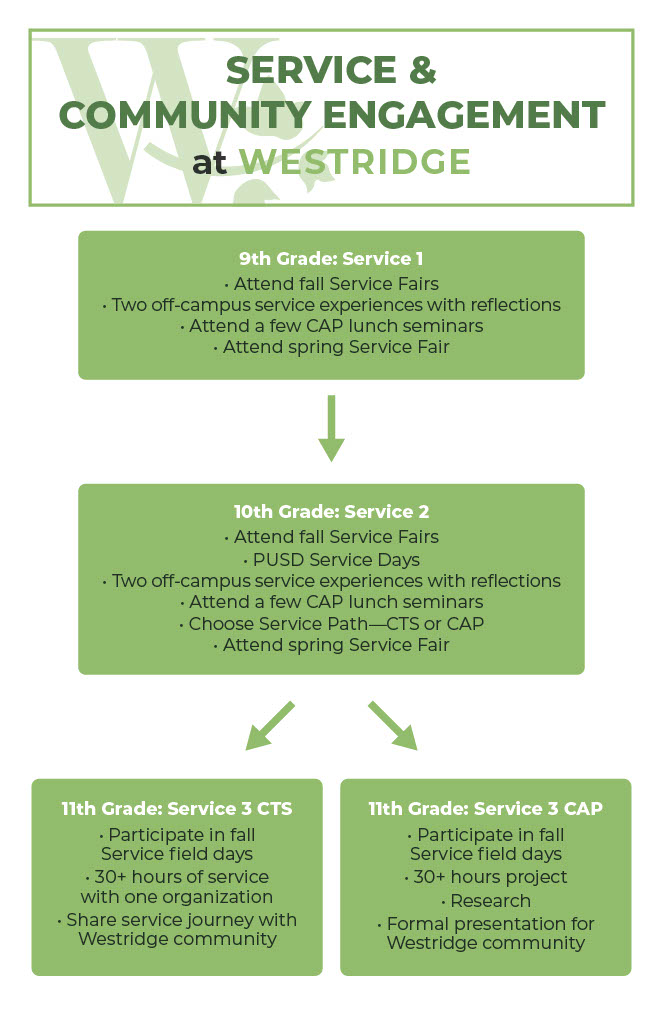 SERVICE &
COMMUNITY ENGAGEMENT
at WESTRIDGE
9th Grade: Service 1
• Attend fall Service Fairs
• Two off-campus service experiences with reflections
• Attend a few CAP lunch seminars
• Attend spring Service Fair
10th Grade: Service 2
• Attend fall Service Fairs
• PUSD Service Days
• Two off-campus service experiences with reflections
• Attend a few CAP lunch seminars
• Choose Service Path—CTS or CAP
• Attend spring Service Fair
11th Grade: Service 3 CTS
• Participate in fall
Service field days
• 30+ hours of service
with one organization
• Share service journey with
Westridge community
11th Grade: Service 3 CAP
• Participate in fall
Service field days
• 30+ hours project
• Research
• Formal presentation for
Westridge community